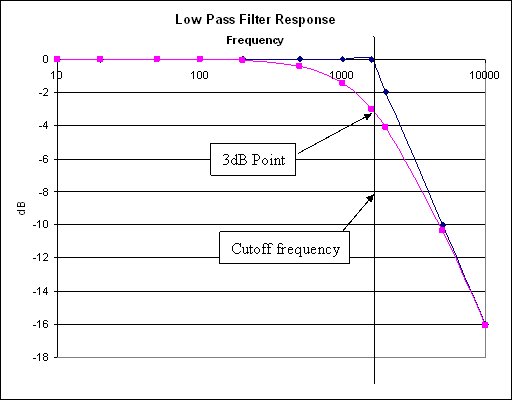 Low Pass Filter Response
Frequency
10 100 1000 10000
0
-2
-4
-6
-8
-10
-12
-14
-16
-18
dB
3dB Point
Cutoff frequency